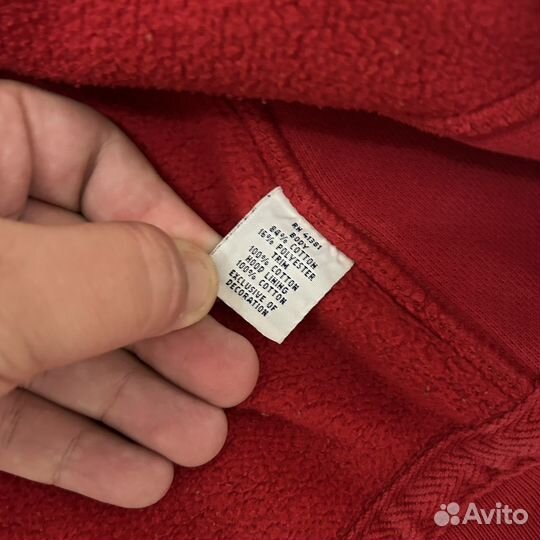 RN 41381
BODY
84% COTTON
16% POLYESTER
TRIM
100% COTTON
HOOD LINING
100% COTTON
EXCLUSIVE OF
DECORATION
Avito